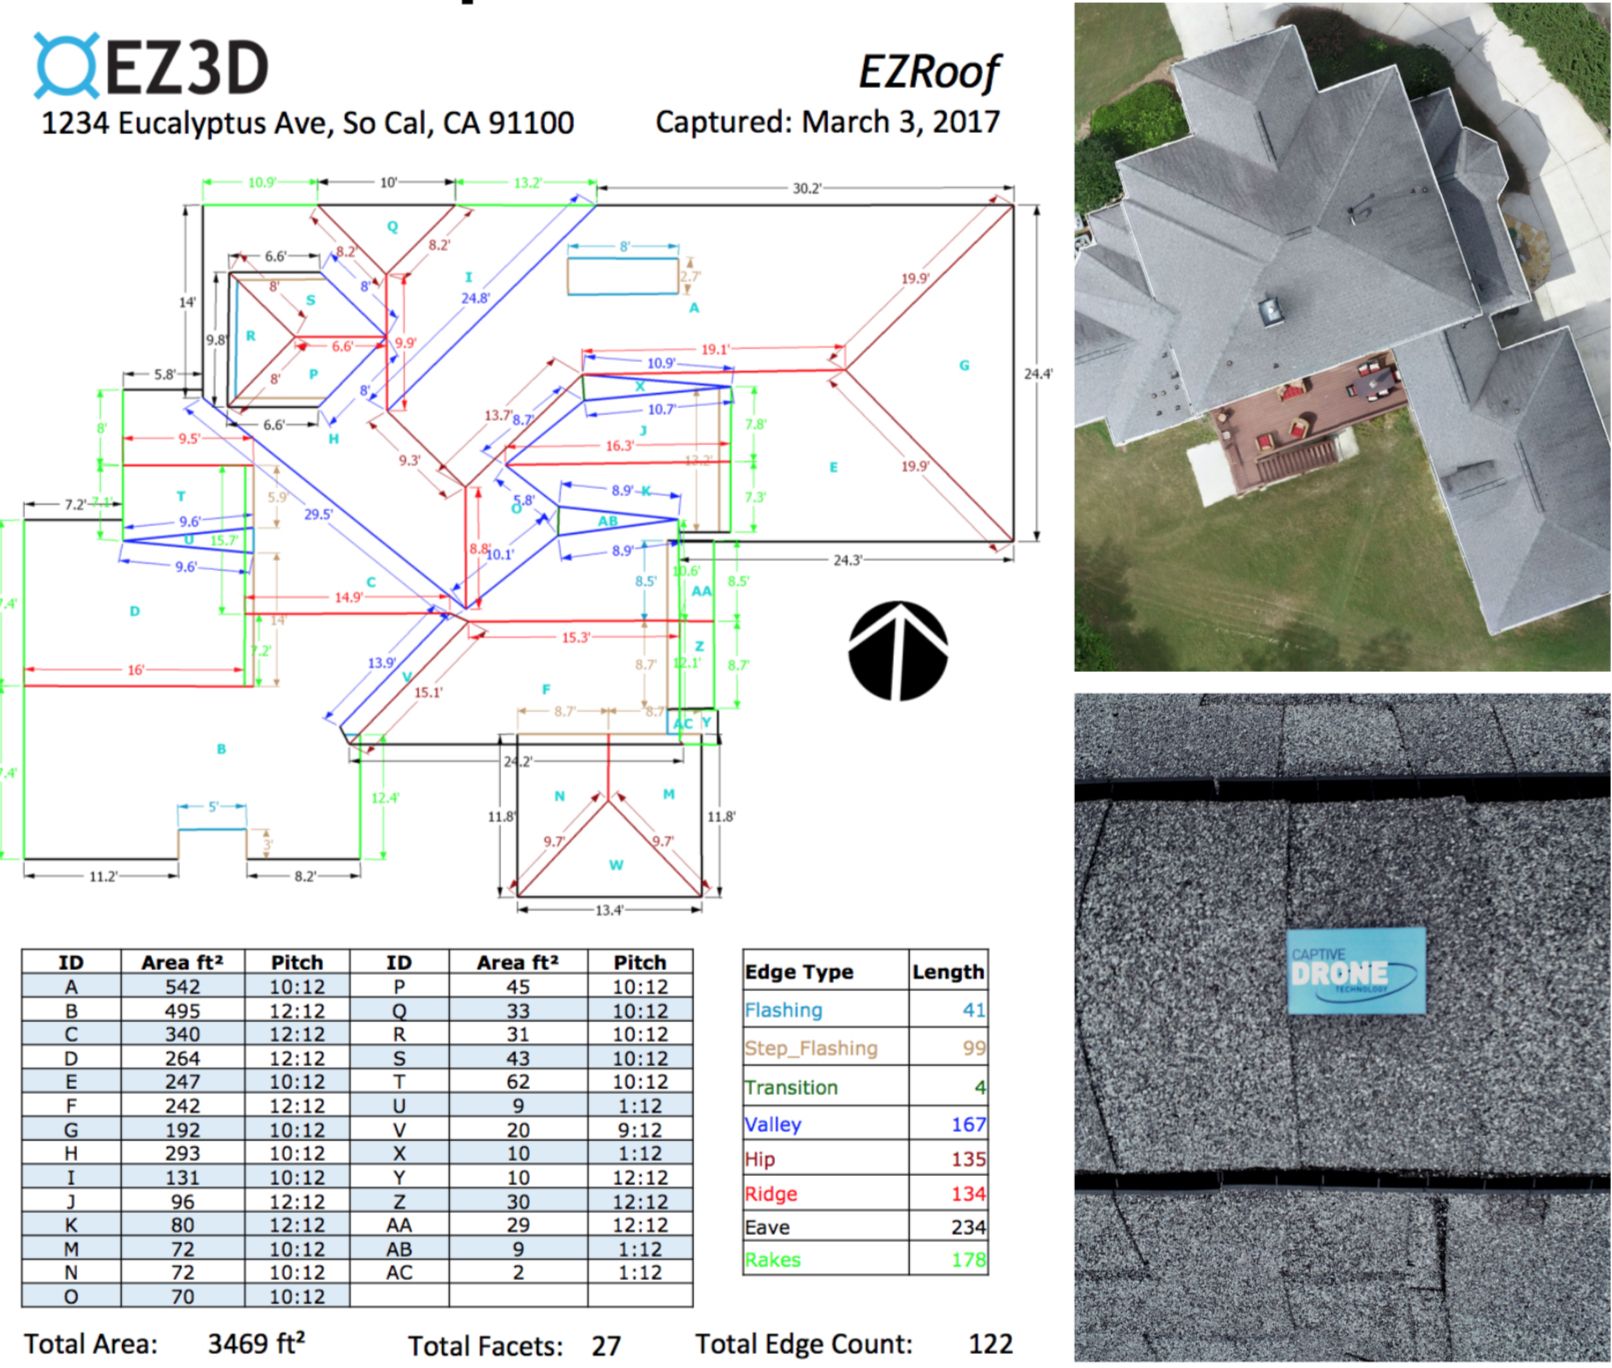 EZ3D
EZRoof
1234 Eucalyptus Ave, So Cal, CA 91100
Captured: March 3, 2017
10.9'
10'
13.2'
30.2'
Q
8.2'
8.2'
6.6'
8'
8'
S
I
24.8'
8'
2.7'
A
19.9'
14'
R
9.8'
6.6'
9.9'
P
8'
8'
19.1'
10.9'
G
24.4'
5.8'
X
10.7'
6.6'
H
13.7'
8.7'
J
7.8'
8'
9.5'
16.3'
13.2'
9.3'
E
19.9'
7.2'
7.1'
T
5.9'
29.5'
5.8'
O
8.9'
K
7.3'
9.6'
U
15.7'
AB
8.8'
10.1'
8.9'
9.6'
24.3'
7.4'
D
C
14.9'
8.5'
10.6'
AA
8.5'
14'
7.2'
15.3'
16'
13.9'
V
15.1'
8.7'
12.1'
Z
8.7'
F
8.7'
8.7'
AC
Y
B
24.2'
7.4'
12.4'
5'
3'
11.8'
N
M
11.8'
9.7'
9.7'
W
11.2'
8.2'
13.4'
ID Area ft² Pitch ID Area ft² Pitch
A 542 10:12 P 45 10:12
B 495 12:12 Q 33 10:12
C 340 12:12 R 31 10:12
D 264 12:12 S 43 10:12
E 247 10:12 T 62 10:12
F 242 12:12 U 9 1:12
G 192 10:12 V 20 9:12
H 293 10:12 X 10 1:12
I 131 10:12 Y 10 12:12
J 96 12:12 Z 30 12:12
K 80 12:12 AA 29 12:12
M 72 10:12 AB 9 1:12
N 72 10:12 AC 2 1:12
O 70 10:12
Edge Type Length
Flashing 41
Step_Flashing 99
Transition 4
Valley 167
Hip 135
Ridge 134
Eave 234
Rakes 178
Total Area: 3469 ft² Total Facets: 27 Total Edge Count: 122
CAPTIVE
DRONE
TECHNOLOGY